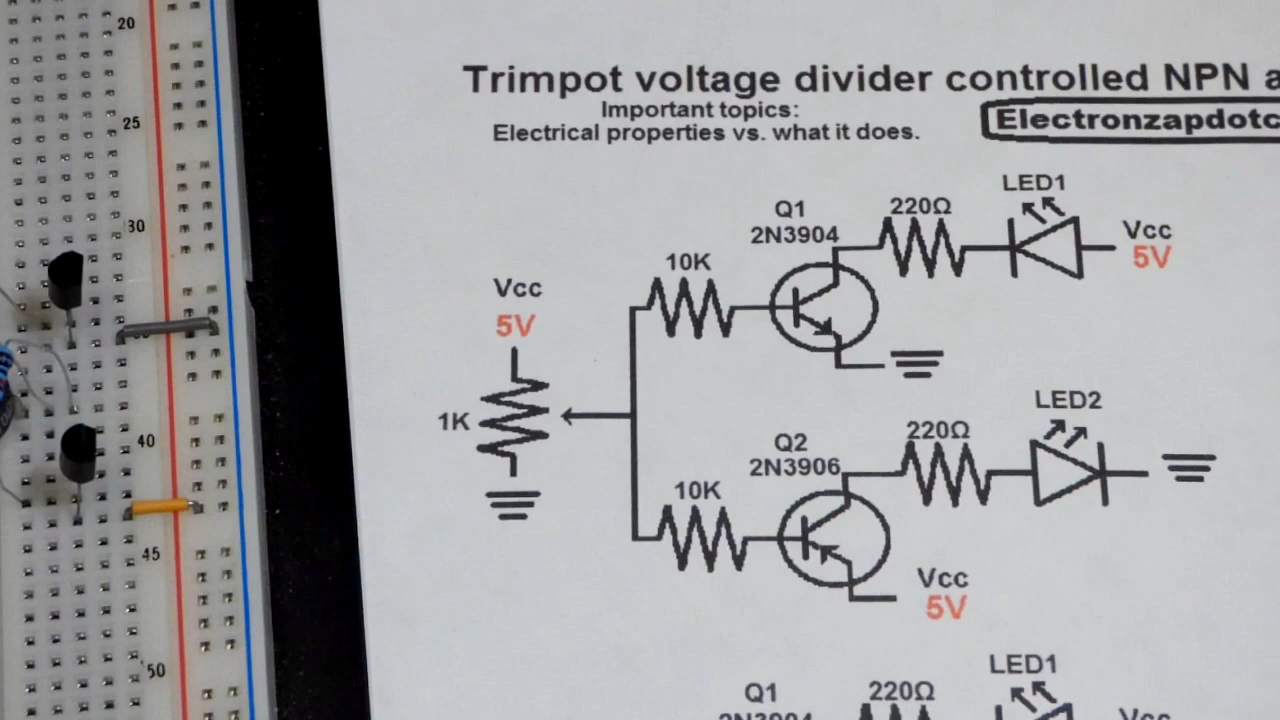 20
25
30
40
45
50
Trimpot voltage divider controlled NPN a
Important topics:
Electrical properties vs. what it does.
Electronzapdotc
LED1
Q1
220Ω
2N3904
Vcc
5V
10K
Vcc
5V
1K
LED2
220Ω
Q2
2N3906
10K
Vcc
5V
LED1
Q1
220Ω
2N3904
Vcc